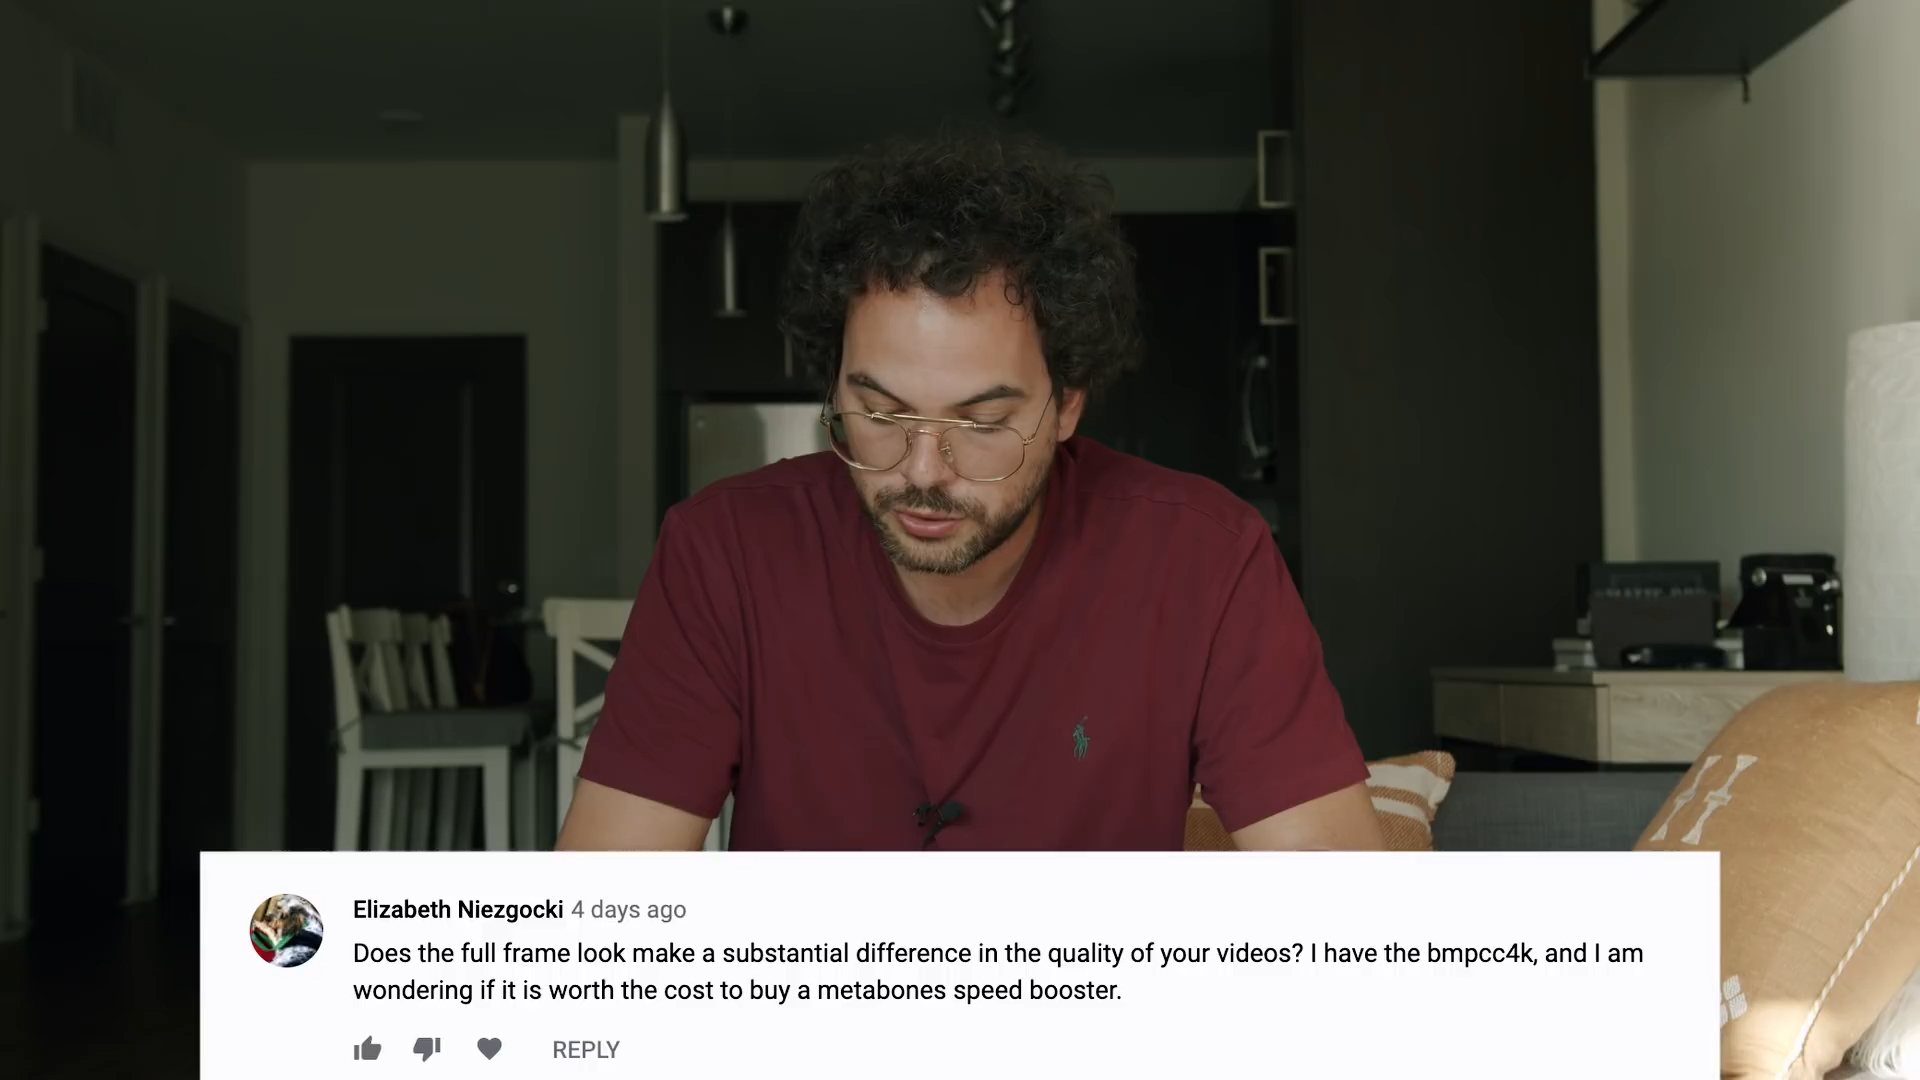 Elizabeth Niezgocki 4 days ago
Does the full frame look make a substantial difference in the quality of your videos? I have the bmpcc4k, and I am
wondering if it is worth the cost to buy a metabones speed booster.
REPLY